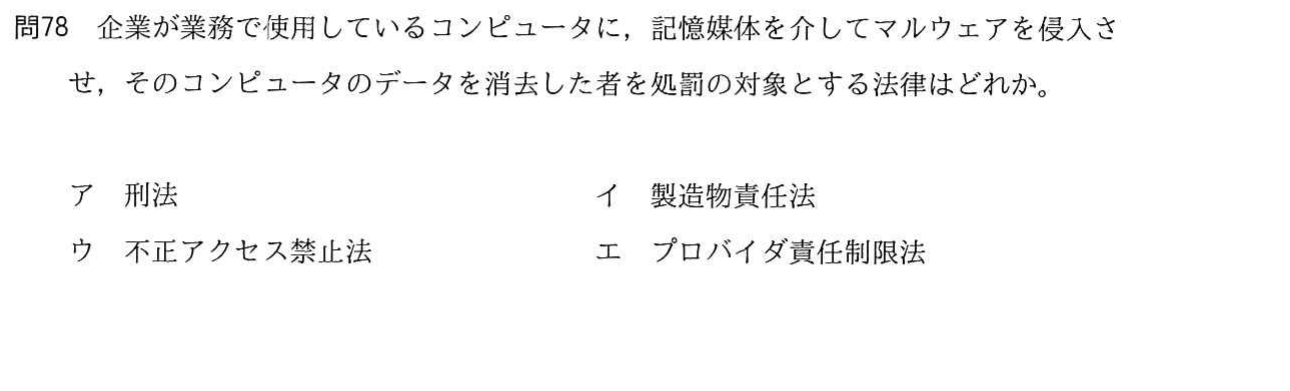 問78　企業が業務で使用しているコンピュータに，記憶媒体を介してマルウェアを侵入さ
せ，そのコンピュータのデータを消去した者を処罰の対象とする法律はどれか。
ア　刑法　イ　製造物責任法
ウ　不正アクセス禁止法　エ　プロバイダ責任制限法